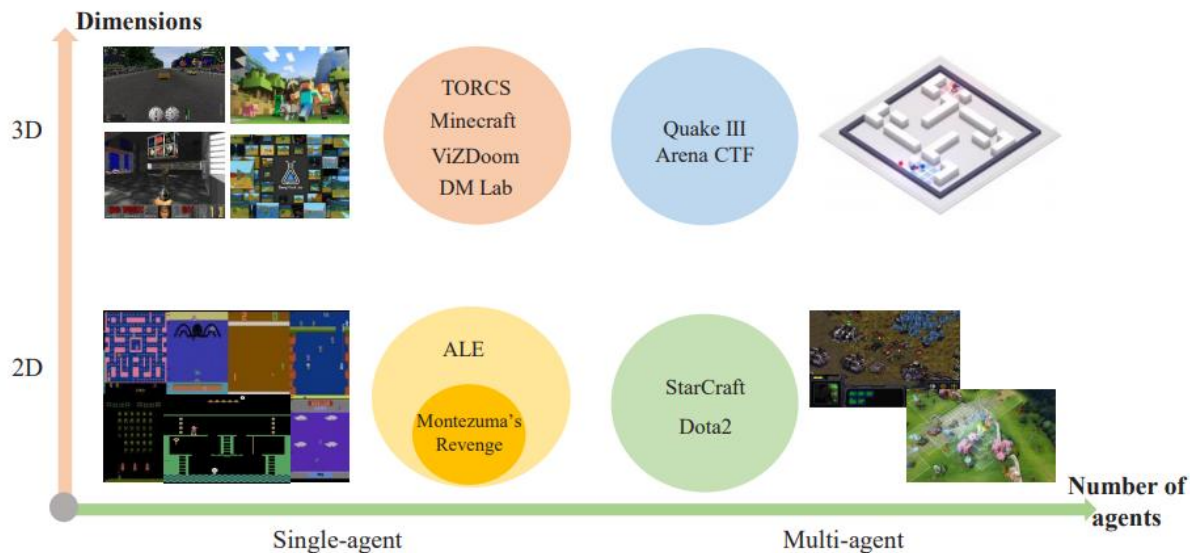 Dimensions
3D
TORCS
Minecraft
ViZDoom
DM Lab
Quake III
Arena CTF
2D
ALE
Montezuma's
Revenge
StarCraft
Dota2
Number of
agents
Single-agent
Multi-agent